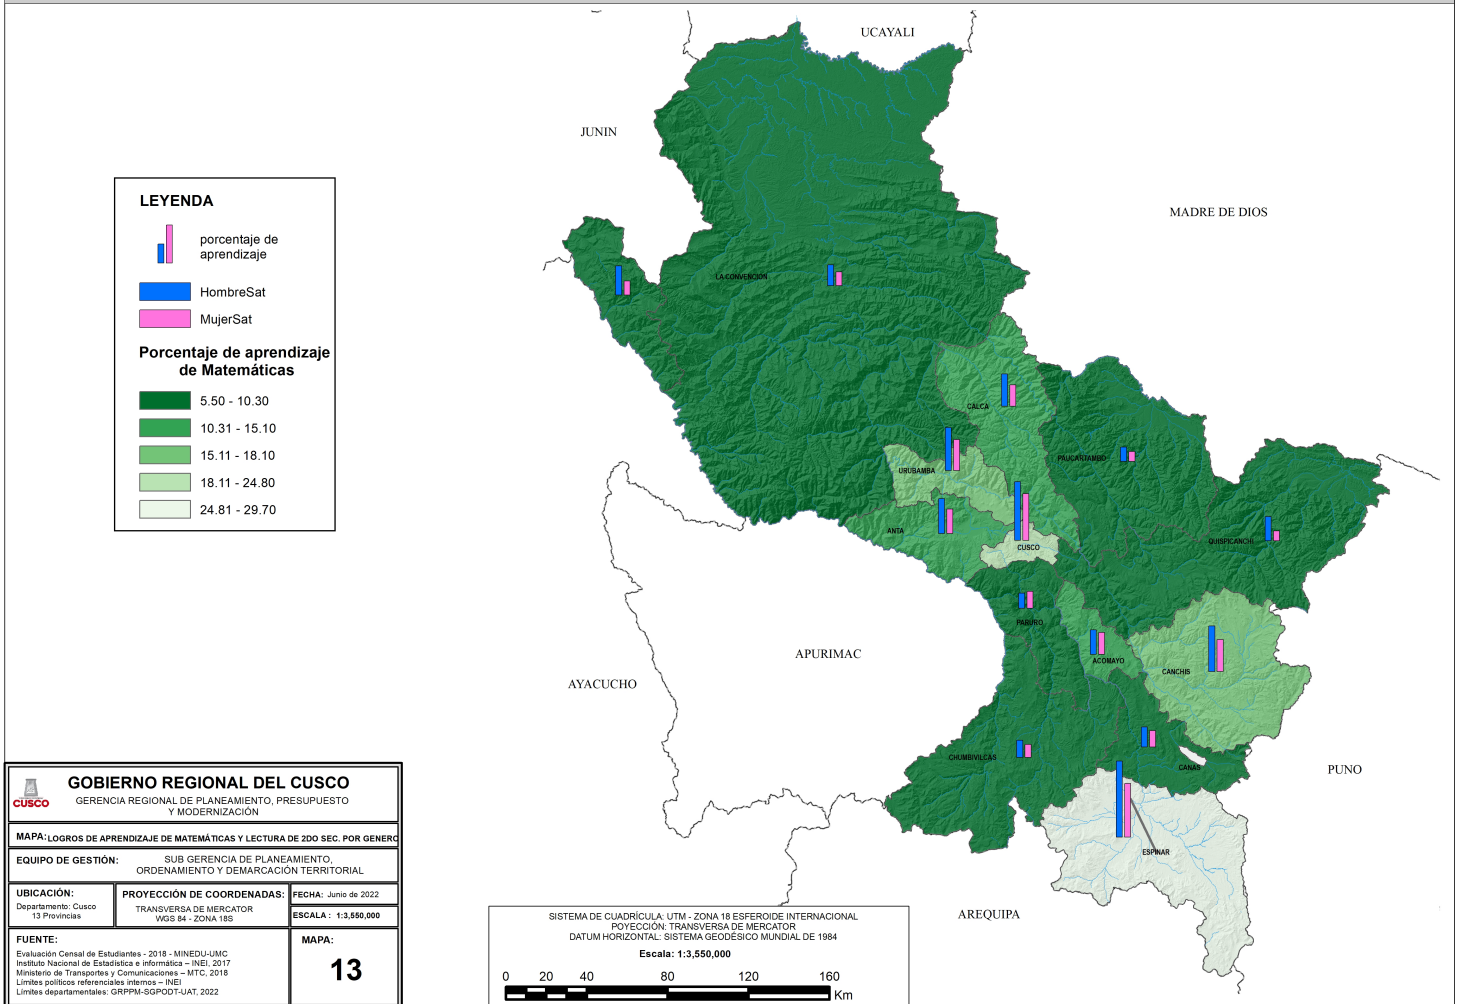 UCAYALI
JUNIN
MADRE DE DIOS
LEYENDA
porcentaje de
aprendizaje
HombreSat
MujerSat
Porcentaje de aprendizaje
de Matemáticas
5.50 - 10.30
10.31 - 15.10
15.11 - 18.10
18.11 - 24.80
24.81 - 29.70
LA CONVENCION
CALCA
URUBAMBA
PAUCARTAMBO
ANTA
CUSCO
QUISPICANCHI
PARURO
ACOMAYO
CANCHIS
CHUMBIVILCAS
CANAS
ESPINAR
APURIMAC
AYACUCHO
PUNO
AREQUIPA
CUSCO
GOBIERNO REGIONAL DEL CUSCO
GERENCIA REGIONAL DE PLANEAMIENTO, PRESUPUESTO
Y MODERNIZACIÓN
MAPA: LOGROS DE APRENDIZAJE DE MATEMÁTICAS Y LECTURA DE 2DO SEC. POR GENERO
EQUIPO DE GESTIÓN:
SUB GERENCIA DE PLANEAMIENTO,
ORDENAMIENTO Y DEMARCACIÓN TERRITORIAL
UBICACIÓN:
Departamento: Cusco
13 Provincias
PROYECCIÓN DE COORDENADAS:
TRANSVERSA DE MERCATOR
WGS 84 - ZONA 18S
FECHA: Junio de 2022
ESCALA : 1:3,550,000
FUENTE:
Evaluación Censal de Estudiantes - 2018 - MINEDU-UMC
Instituto Nacional de Estadística e informática – INEI, 2017
Ministerio de Transportes y Comunicaciones – MTC, 2018
Límites políticos referenciales internos – INEI
Límites departamentales: GRPPM-SGPODT-UAT, 2022
MAPA:
13
SISTEMA DE CUADRÍCULA: UTM - ZONA 18 ESFEROIDE INTERNACIONAL
POYECCIÓN: TRANSVERSA DE MERCATOR
DATUM HORIZONTAL: SISTEMA GEODÉSICO MUNDIAL DE 1984
Escala: 1:3,550,000
0 20 40 80 120 160
Km